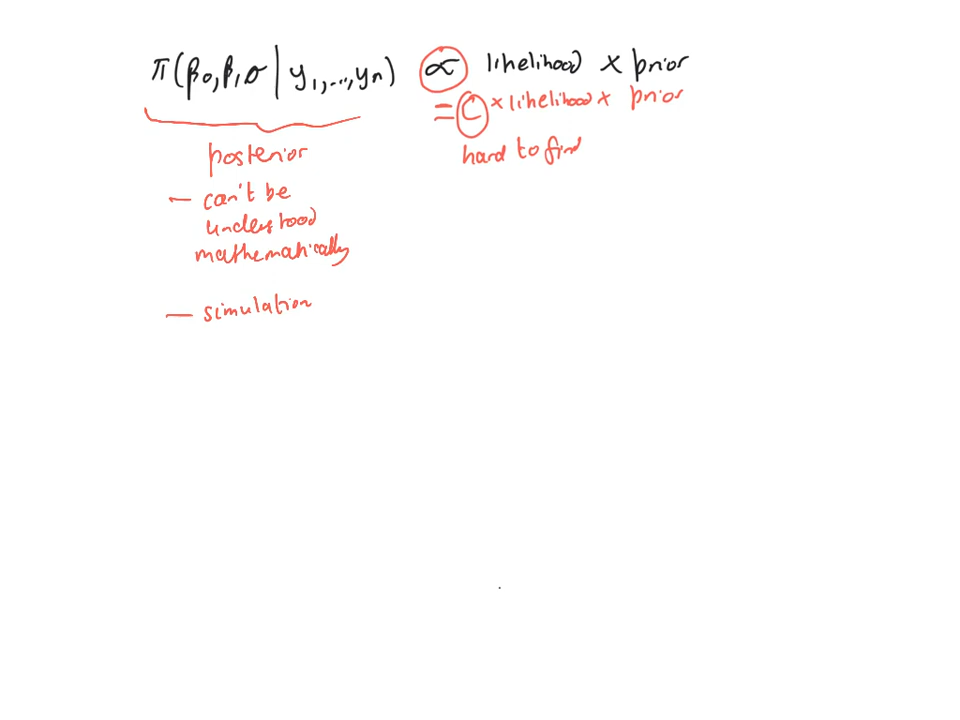 π(β0, β1, σ | y1, ..., yn) ∝ likelihood × prior
= C × likelihood × prior
posterior
hard to find
— can't be
understood
mathematically
— simulation